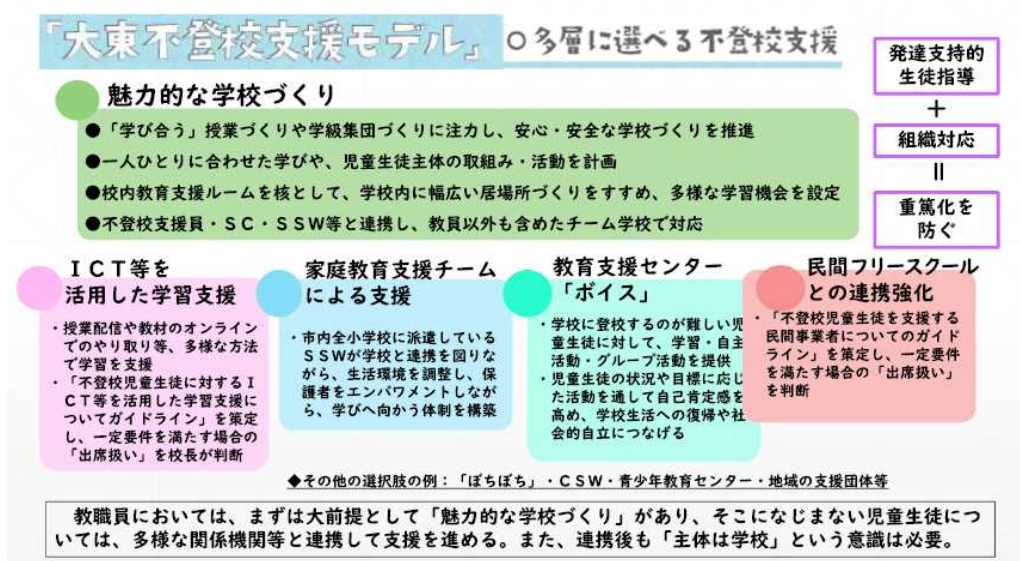 「大東不登校支援モデル」 ○多層に選べる不登校支援
発達支持的
生徒指導
＋
組織対応
＝
重篤化を
防ぐ
魅力的な学校づくり
●「学び合う」授業づくりや学級集団づくりに注力し、安心・安全な学校づくりを推進
●一人ひとりに合わせた学びや、児童生徒主体の取組み・活動を計画
●校内教育支援ルームを核として、学校内に幅広い居場所づくりをすすめ、多様な学習機会を設定
●不登校支援員・ＳＣ・ＳＳＷ等と連携し、教員以外も含めたチーム学校で対応
ＩＣＴ等を
活用した学習支援
・授業配信や教材のオンライン
でのやり取り等、多様な方法
で学習を支援
・「不登校児童生徒に対するＩ
ＣＴ等を活用した学習支援に
ついてガイドライン」を策定
し、一定要件を満たす場合の
「出席扱い」を校長が判断
家庭教育支援チーム
による支援
・市内全小学校に派遣している
ＳＳＷが学校と連携を図りな
がら、生活環境を調整し、保
護者をエンパワメントしなが
ら、学びへ向かう体制を構築
教育支援センター
「ボイス」
・学校に登校するのが難しい児
童生徒に対して、学習・自主
活動・グループ活動を提供
・児童生徒の状況や目標に応じ
た活動を通して自己肯定感を
高め、学校生活への復帰や社
会的自立につなげる
民間フリースクール
との連携強化
・「不登校児童生徒を支援する
民間事業者についてのガイド
ライン」を策定し、一定要件
を満たす場合の「出席扱い」
を判断
◆その他の選択肢の例：「ぼちぼち」・ＣＳＷ・青少年教育センター・地域の支援団体等
教職員においては、まずは大前提として「魅力的な学校づくり」があり、そこになじまない児童生徒につ
いては、多様な関係機関等と連携して支援を進める。また、連携後も「主体は学校」という意識は必要。